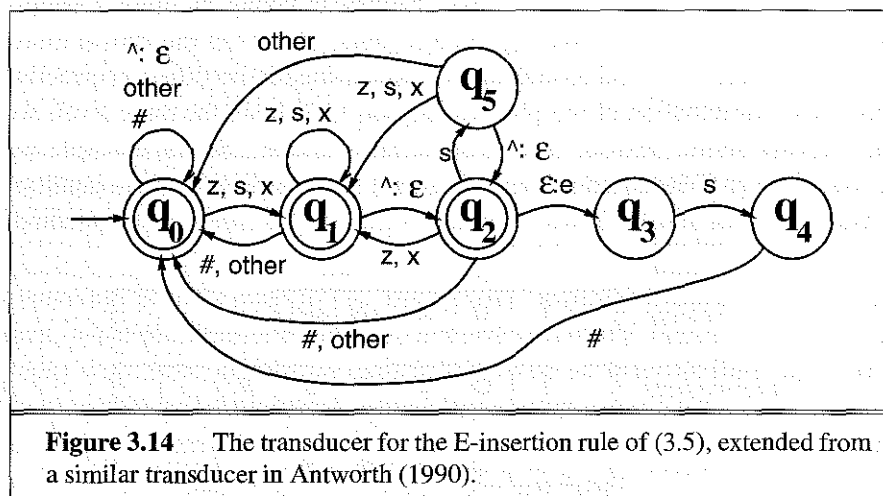 ^: ε
other
#
other
z, s, x
z, s, x
q5
s
^: ε
q0
z, s, x
q1
^: ε
q2
ε:e
q3
s
q4
#, other
z, x
#, other
#
Figure 3.14 The transducer for the E-insertion rule of (3.5), extended from
a similar transducer in Antworth (1990).